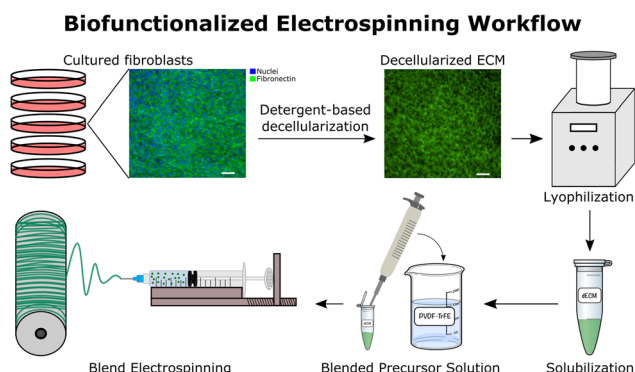 Biofunctionalized Electrospinning Workflow
Cultured fibroblasts
Nuclei
Fibronectin
Detergent-based
decellularization
Decellularized ECM
Lyophilization
dECM
Solubilization
PVDF-TrFE
Blended Precursor Solution
Blend Electrospinning